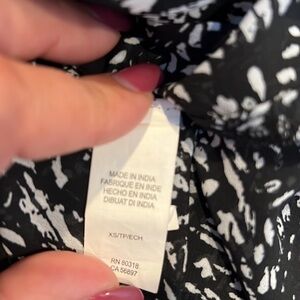 MADE IN INDIA
FABRIQUE EN INDE
HECHO EN INDIA
DIBUAT DI INDIA
XS/TP/ECH
RN 80318
CA 56897